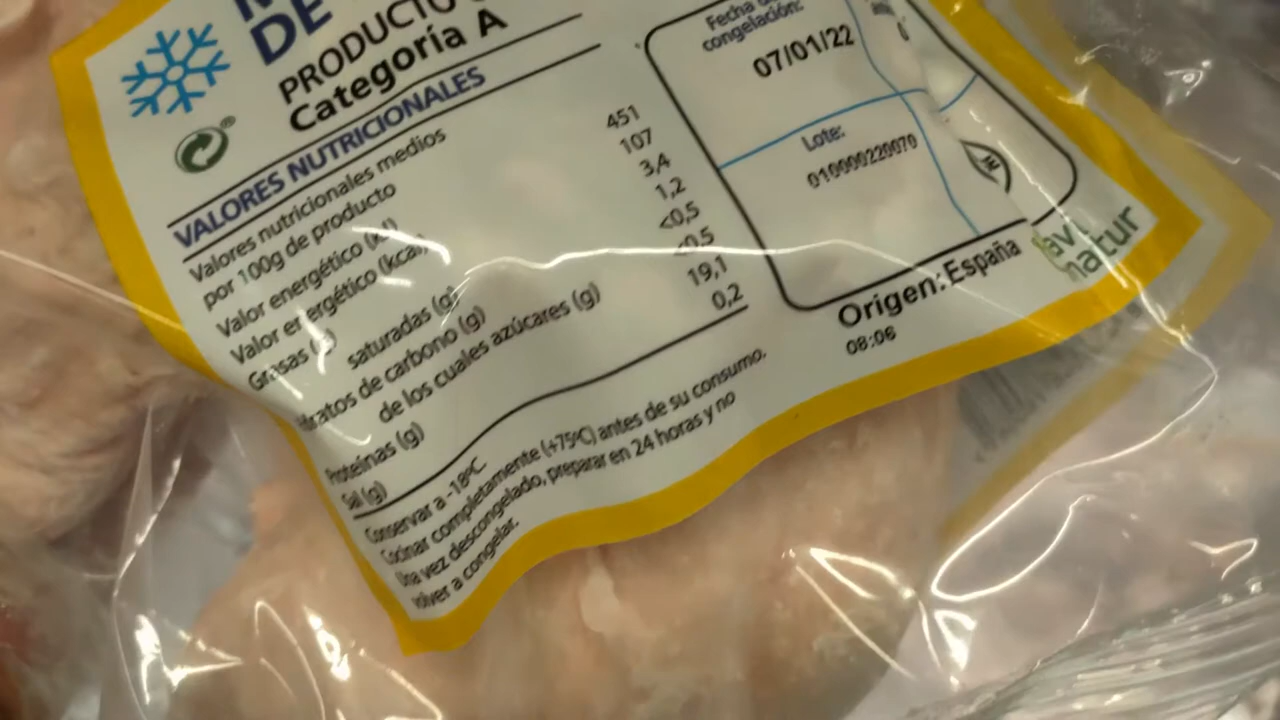 DE
PRODUCTO
Categoría A
VALORES NUTRICIONALES
Valores nutricionales medios
por 100g de producto
Valor energético (kJ) 451
Valor energético (kcal) 107
Grasas (g) 3,4
saturadas (g) 1,2
Hidratos de carbono (g) <0,5
de los cuales azúcares (g) <0,5
Proteínas (g) 19,1
Sal (g) 0,2
Conservar a -18ºC
Cocinar completamente (+75ºC) antes de su consumo.
Una vez descongelado, preparar en 24 horas y no
volver a congelar.
Fecha de
congelación:
07/01/22
Lote:
010000220070
Origen: España
08:06
natur